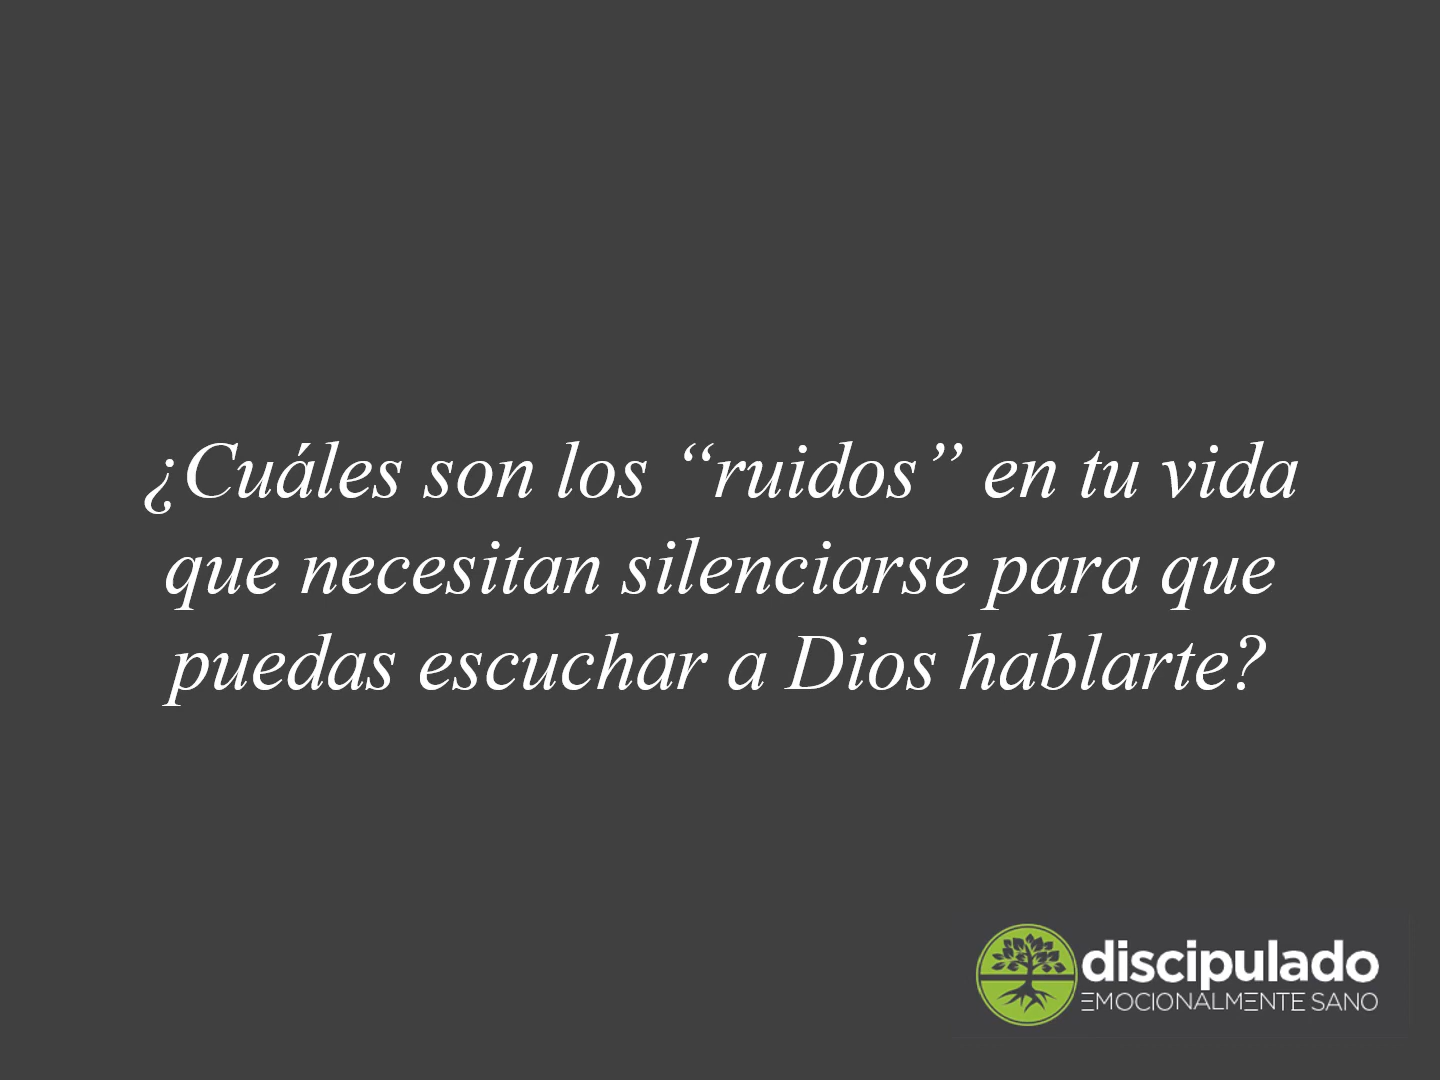 ¿Cuáles son los “ruidos” en tu vida
que necesitan silenciarse para que
puedas escuchar a Dios hablarte?
discipulado
EMOCIONALMENTE SANO